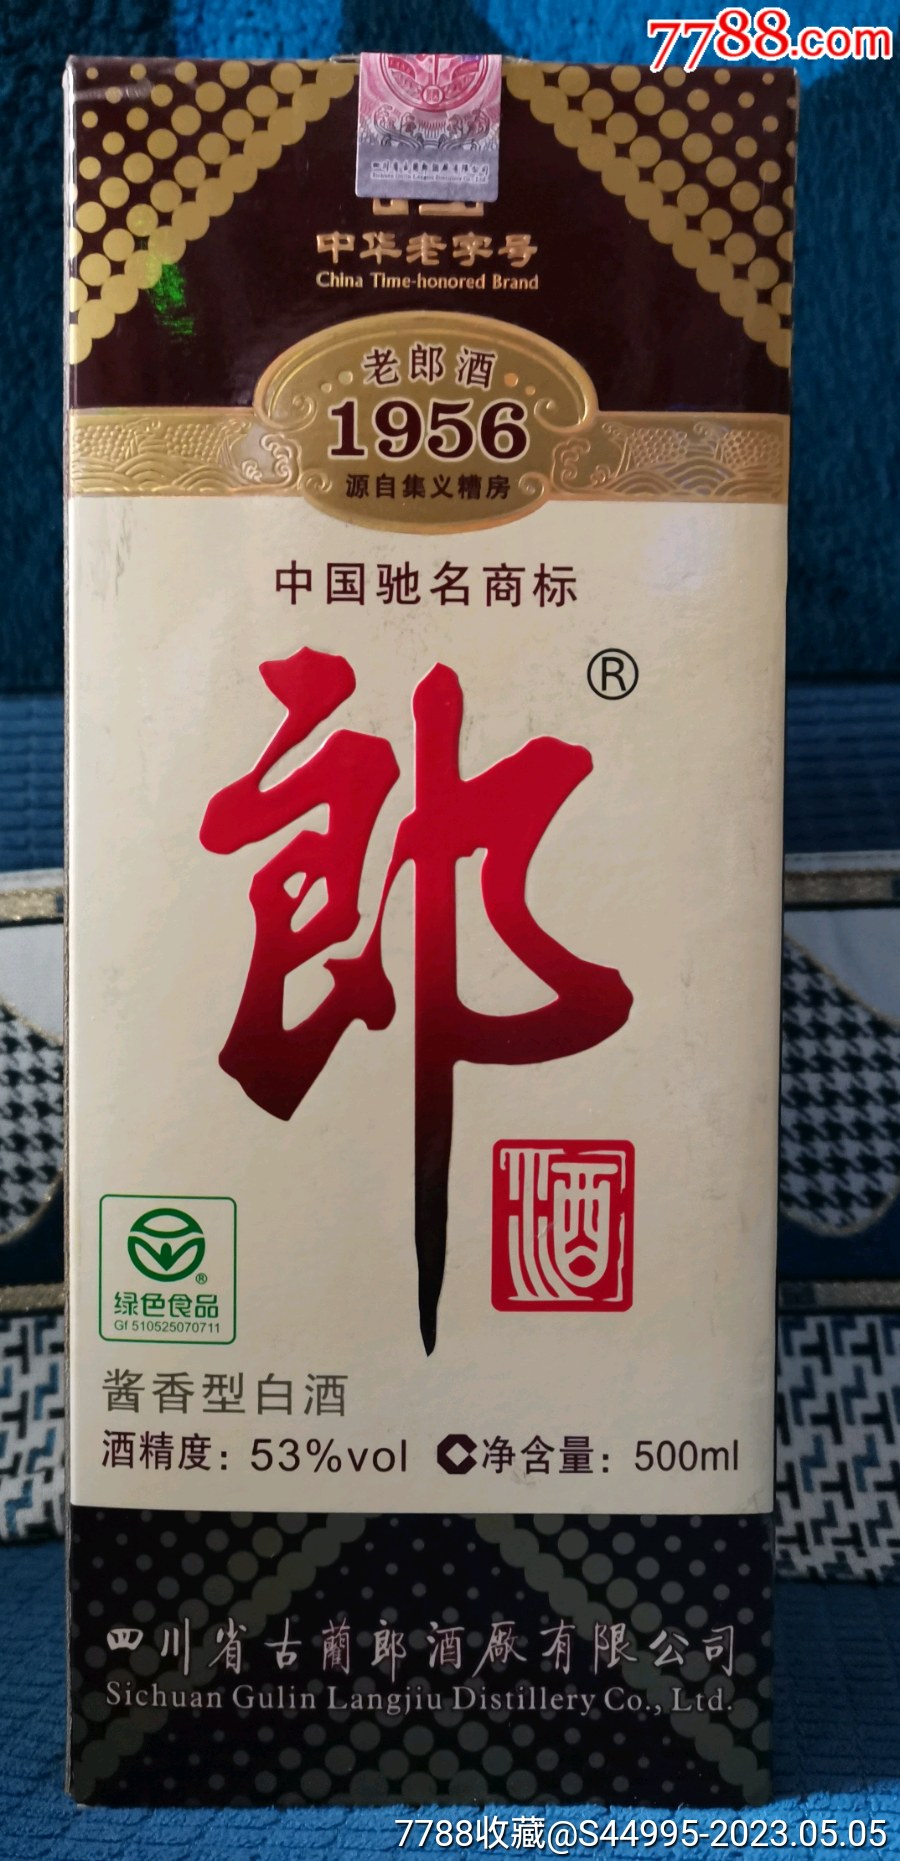 7788.com
中华老字号
China Time-honored Brand
老郎酒
1956
源自集义糟房
中国驰名商标
郎®
酒
®
绿色食品
Gf 510525070711
酱香型白酒
酒精度：53%vol 净含量：500ml
四川省古蔺郎酒厰有限公司
Sichuan Gulin Langjiu Distillery Co., Ltd.
7788收藏@S44995-2023.05.05